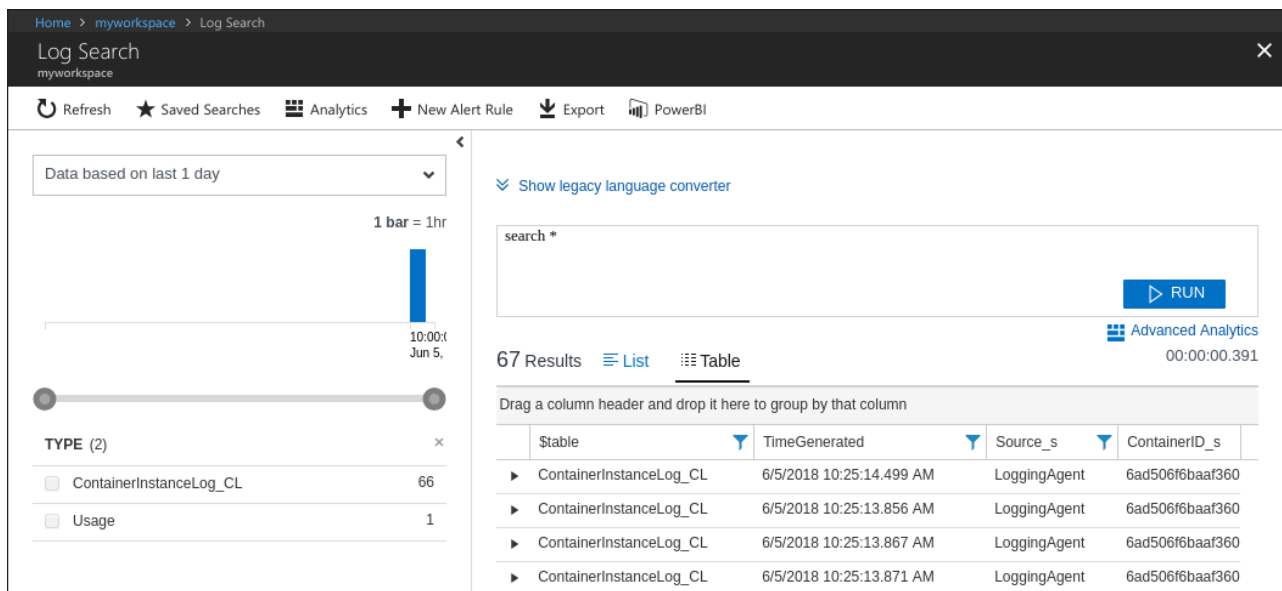 Home > myworkspace > Log Search
Log Search
myworkspace
Refresh Saved Searches Analytics New Alert Rule Export PowerBI
Data based on last 1 day
1 bar = 1hr
10:00:0
Jun 5,
TYPE (2)
ContainerInstanceLog_CL 66
Usage 1
Show legacy language converter
search *
RUN
Advanced Analytics
67 Results List Table 00:00:00.391
Drag a column header and drop it here to group by that column
$table TimeGenerated Source_s ContainerID_s
ContainerInstanceLog_CL 6/5/2018 10:25:14.499 AM LoggingAgent 6ad506f6baaf360
ContainerInstanceLog_CL 6/5/2018 10:25:13.856 AM LoggingAgent 6ad506f6baaf360
ContainerInstanceLog_CL 6/5/2018 10:25:13.867 AM LoggingAgent 6ad506f6baaf360
ContainerInstanceLog_CL 6/5/2018 10:25:13.871 AM LoggingAgent 6ad506f6baaf360